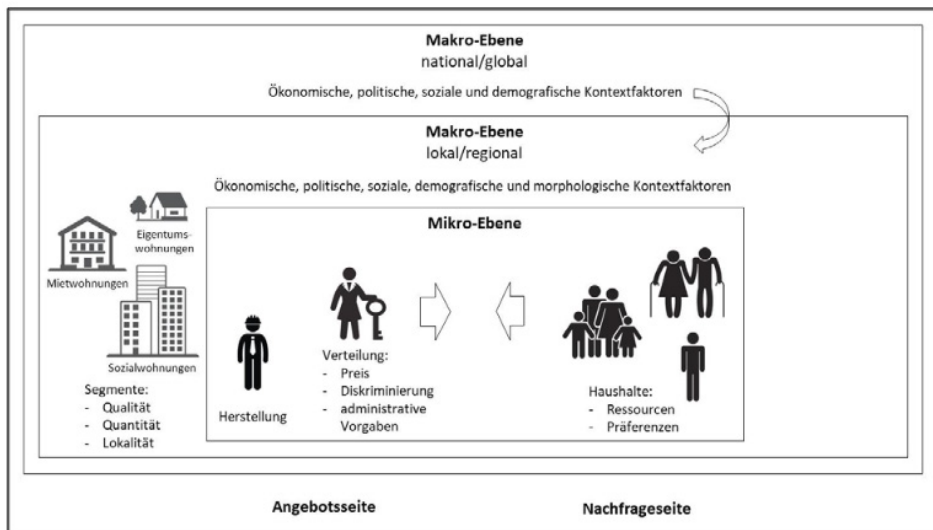 Makro-Ebene
national/global
Ökonomische, politische, soziale und demografische Kontextfaktoren
Makro-Ebene
lokal/regional
Ökonomische, politische, soziale, demografische und morphologische Kontextfaktoren
Eigentums-
wohnungen
Mietwohnungen
Sozialwohnungen
Segmente:
- Qualität
- Quantität
- Lokalität
Mikro-Ebene
Herstellung
Verteilung:
- Preis
- Diskriminierung
- administrative
Vorgaben
Haushalte:
- Ressourcen
- Präferenzen
Angebotsseite
Nachfrageseite